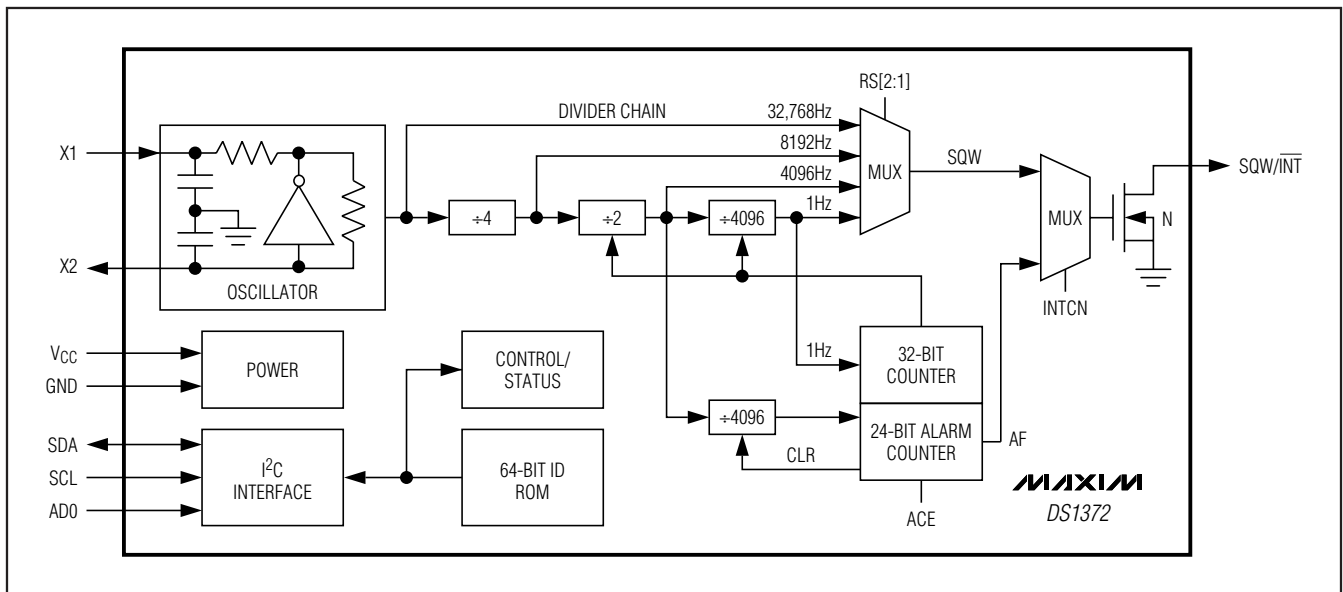 RS[2:1]
DIVIDER CHAIN
32,768Hz
8192Hz
4096Hz
1Hz
MUX
SQW
MUX
INTCN
N
SQW/INT̅
X1
X2
OSCILLATOR
÷4
÷2
÷4096
VCC
GND
POWER
CONTROL/
STATUS
1Hz
32-BIT
COUNTER
÷4096
CLR
24-BIT ALARM
COUNTER
AF
ACE
SDA
SCL
AD0
I²C
INTERFACE
64-BIT ID
ROM
MAXIM
DS1372